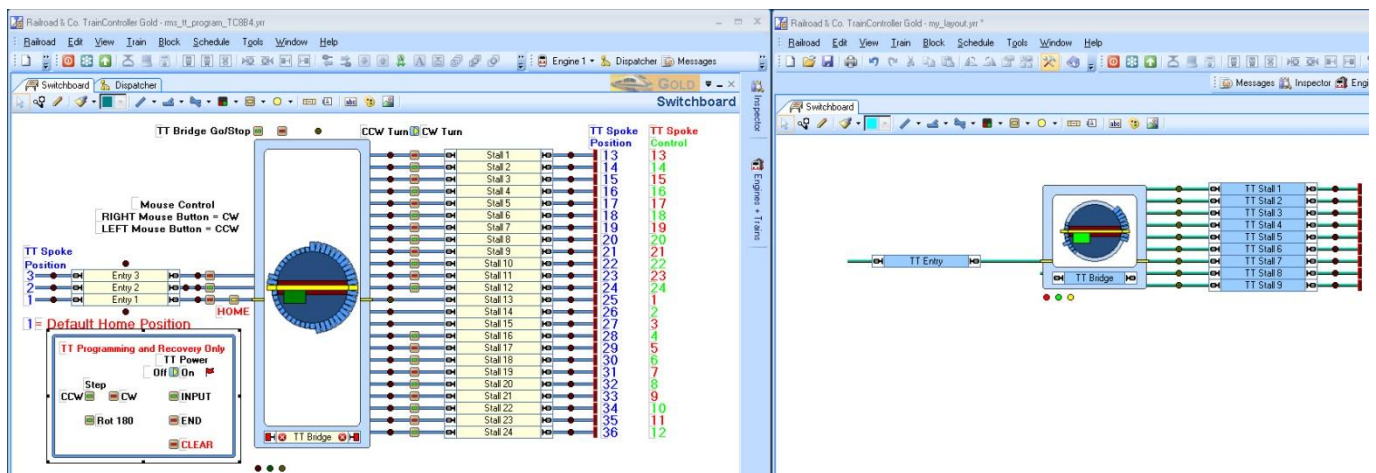 Railroad & Co. TrainController Gold - rms_tt_program_TC8B4.yrr
Railroad Edit View Train Block Schedule Tools Window Help
Engine 1 Dispatcher Messages
Switchboard Dispatcher
GOLD
Switchboard
Inspector
Engines + Trains
TT Bridge Go/Stop
CCW Turn CW Turn
TT Spoke Position
TT Spoke Control
Stall 1 13 13
Stall 2 14 14
Stall 3 15 15
Stall 4 16 16
Stall 5 17 17
Stall 6 18 18
Stall 7 19 19
Stall 8 20 20
Stall 9 21 21
Stall 10 22 22
Stall 11 23 23
Stall 12 24 24
Stall 13 25 1
Stall 14 26 2
Stall 15 27 3
Stall 16 28 4
Stall 17 29 5
Stall 18 30 6
Stall 19 31 7
Stall 20 32 8
Stall 21 33 9
Stall 22 34 10
Stall 23 35 11
Stall 24 36 12
Mouse Control
RIGHT Mouse Button = CW
LEFT Mouse Button = CCW
TT Spoke
Position
3 Entry 3
2 Entry 2
1 Entry 1
HOME
1= Default Home Position
TT Programming and Recovery Only
TT Power
Off On
Step
CCW CW INPUT
Rot 180 END
CLEAR
TT Bridge
Railroad & Co. TrainController Gold - my_layout.yrr *
Railroad Edit View Train Block Schedule Tools Window Help
Messages Inspector Engi
Switchboard
TT Stall 1
TT Stall 2
TT Stall 3
TT Stall 4
TT Stall 5
TT Stall 6
TT Stall 7
TT Stall 8
TT Stall 9
TT Entry
TT Bridge